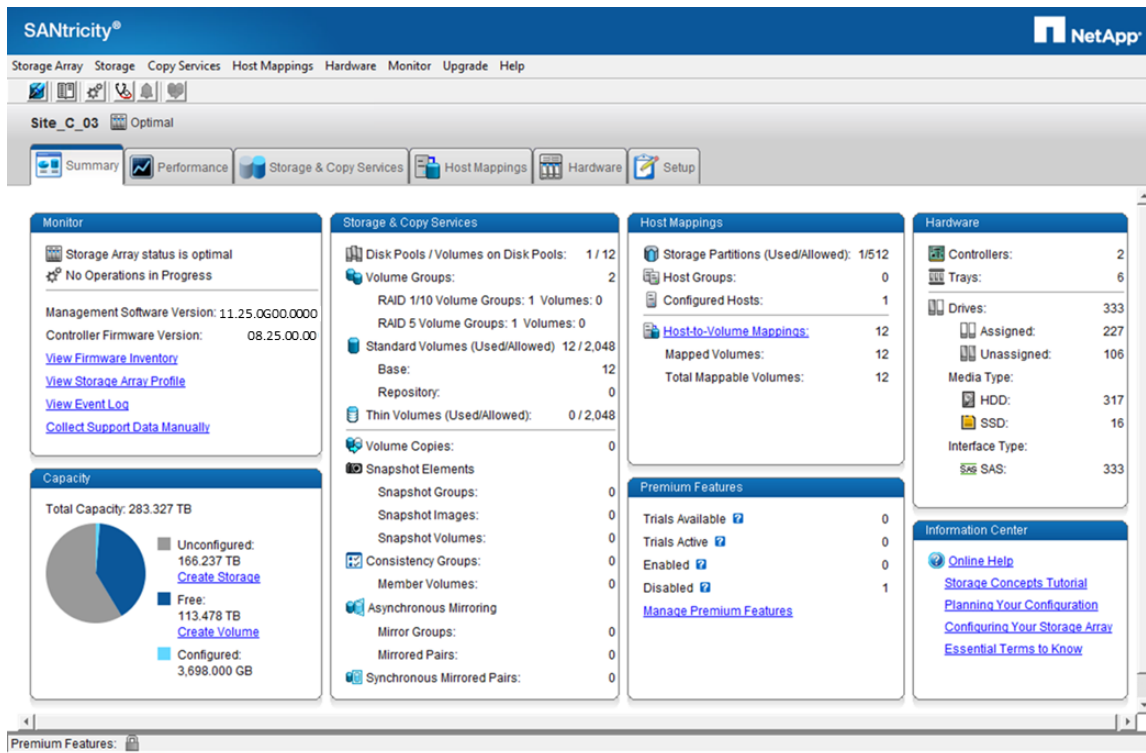 SANtricity®
NetApp®
Storage Array Storage Copy Services Host Mappings Hardware Monitor Upgrade Help
Site_C_03 Optimal
Summary Performance Storage & Copy Services Host Mappings Hardware Setup
Monitor
Storage Array status is optimal
No Operations in Progress
Management Software Version: 11.25.0G00.0000
Controller Firmware Version: 08.25.00.00
View Firmware Inventory
View Storage Array Profile
View Event Log
Collect Support Data Manually
Capacity
Total Capacity: 283.327 TB
Unconfigured:
166.237 TB
Create Storage
Free:
113.478 TB
Create Volume
Configured:
3,698.000 GB
Storage & Copy Services
Disk Pools / Volumes on Disk Pools: 1 / 12
Volume Groups: 2
RAID 1/10 Volume Groups: 1 Volumes: 0
RAID 5 Volume Groups: 1 Volumes: 0
Standard Volumes (Used/Allowed) 12 / 2,048
Base: 12
Repository: 0
Thin Volumes (Used/Allowed): 0 / 2,048
Volume Copies: 0
Snapshot Elements
Snapshot Groups: 0
Snapshot Images: 0
Snapshot Volumes: 0
Consistency Groups: 0
Member Volumes: 0
Asynchronous Mirroring
Mirror Groups: 0
Mirrored Pairs: 0
Synchronous Mirrored Pairs: 0
Host Mappings
Storage Partitions (Used/Allowed): 1/512
Host Groups: 0
Configured Hosts: 1
Host-to-Volume Mappings: 12
Mapped Volumes: 12
Total Mappable Volumes: 12
Premium Features
Trials Available ? 0
Trials Active ? 0
Enabled ? 0
Disabled ? 1
Manage Premium Features
Hardware
Controllers: 2
Trays: 6
Drives: 333
Assigned: 227
Unassigned: 106
Media Type:
HDD: 317
SSD: 16
Interface Type:
SAS SAS: 333
Information Center
? Online Help
Storage Concepts Tutorial
Planning Your Configuration
Configuring Your Storage Array
Essential Terms to Know
Premium Features: